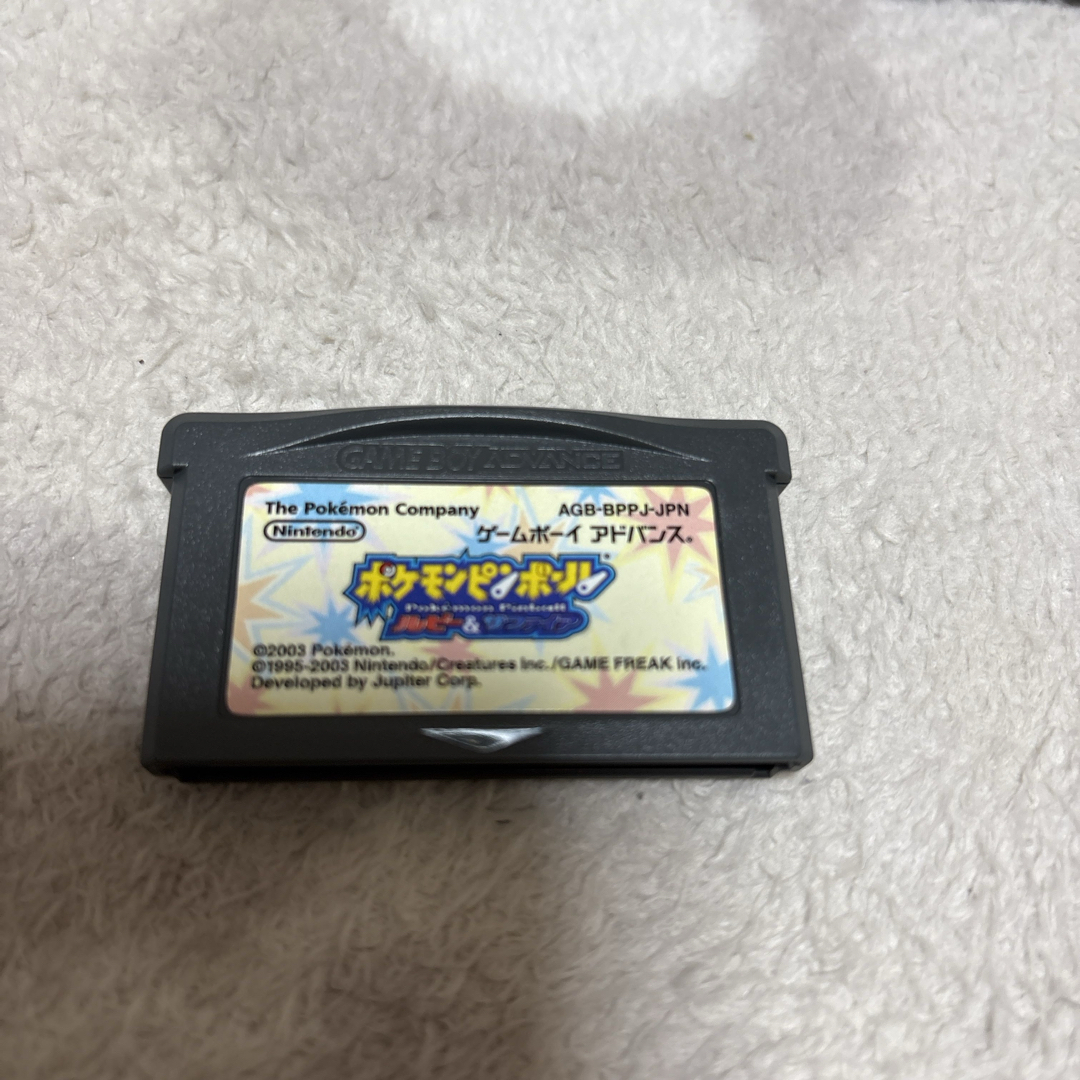 GAME BOY ADVANCE
The Pokémon Company AGB-BPPJ-JPN
Nintendo ゲームボーイ アドバンス。
ポケモンピンボール
Pokémon Pinball
ルビー&サファイア
©2003 Pokémon.
©1995-2003 Nintendo/Creatures Inc./GAME FREAK inc.
Developed by Jupiter Corp.